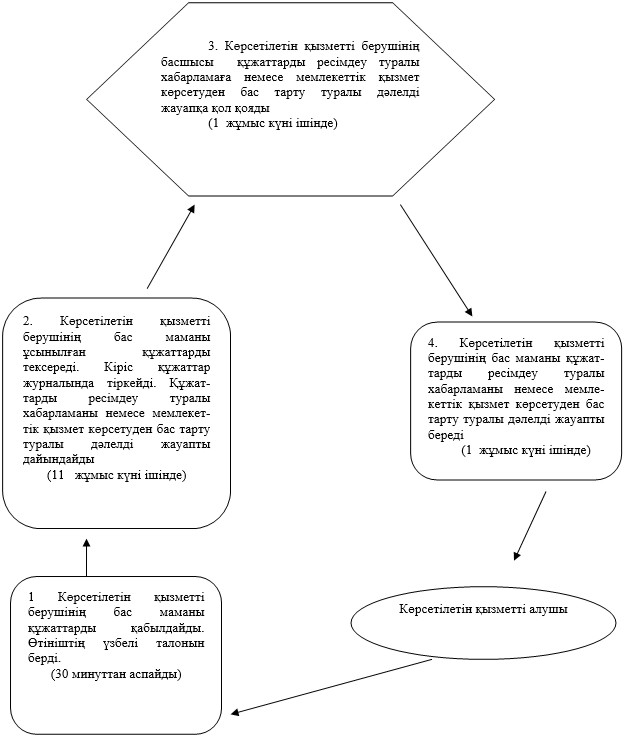 3. Көрсетілетін қызметті берушінің
басшысы құжаттарды ресімдеу туралы
хабарламаға немесе мемлекеттік қызмет
көрсетуден бас тарту туралы дәлелді
жауапқа қол қояды
(1 жұмыс күні ішінде)
2. Көрсетілетін қызметті
берушінің бас маманы
ұсынылған құжаттарды
тексереді. Кіріс құжаттар
журналында тіркейді. Құжат-
тарды ресімдеу туралы
хабарламаны немесе мемлекет-
тік қызмет көрсетуден бас тарту
туралы дәлелді жауапты
дайындайды
(11 жұмыс күні ішінде)
4. Көрсетілетін қызметті
берушінің бас маманы құжат-
тарды ресімдеу туралы
хабарламаны немесе мемле-
кеттік қызмет көрсетуден бас
тарту туралы дәлелді жауапты
береді
(1 жұмыс күні ішінде)
1 Көрсетілетін қызметті
берушінің бас маманы
құжаттарды қабылдайды.
Өтініштің үзбелі талонын
берді.
(30 минуттан аспайды)
Көрсетілетін қызметті алушы